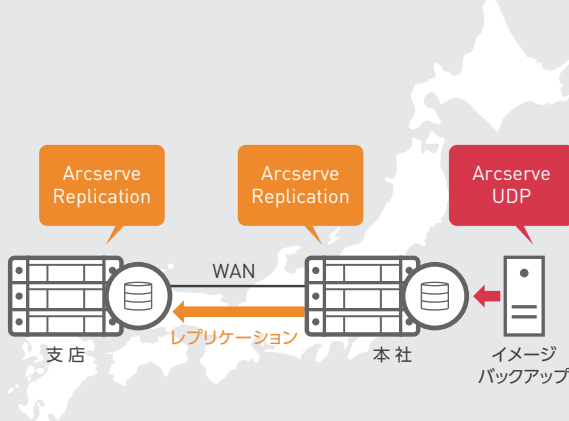 Arcserve
Replication
Arcserve
Replication
Arcserve
UDP
WAN
レプリケーション
支店
本社
イメージ
バックアップ